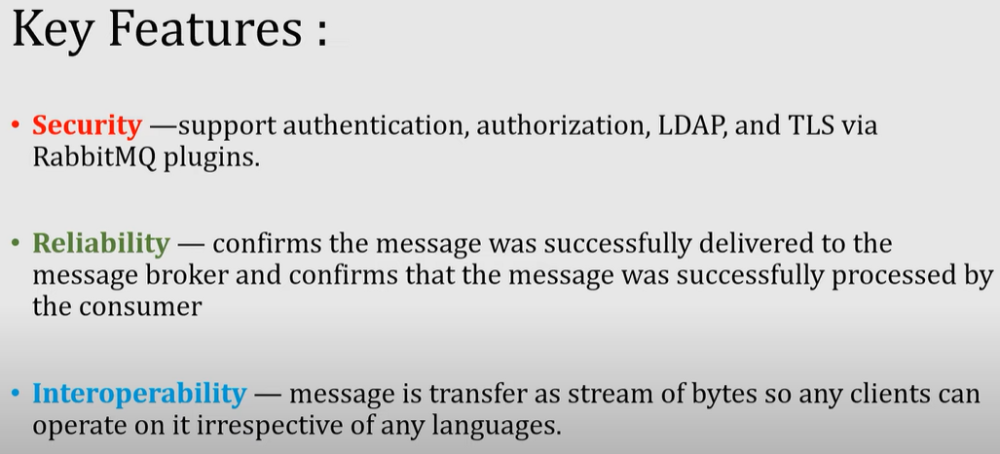 Key Features :
• Security —support authentication, authorization, LDAP, and TLS via
RabbitMQ plugins.
• Reliability — confirms the message was successfully delivered to the
message broker and confirms that the message was successfully processed by
the consumer
• Interoperability — message is transfer as stream of bytes so any clients can
operate on it irrespective of any languages.